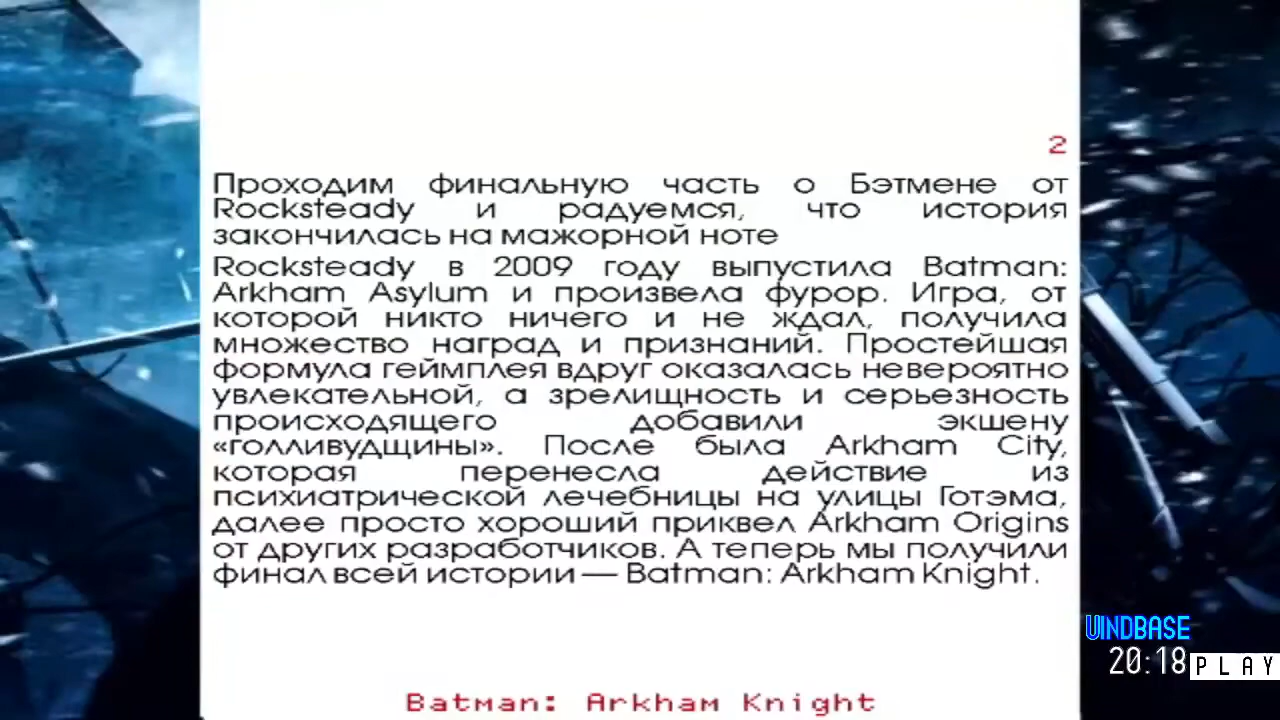 2
Проходим финальную часть о Бэтмене от
Rocksteady и радуемся, что история
закончилась на мажорной ноте
Rocksteady в 2009 году выпустила Batman:
Arkham Asylum и произвела фурор. Игра, от
которой никто ничего и не ждал, получила
множество наград и признаний. Простейшая
формула геймплея вдруг оказалась невероятно
увлекательной, а зрелищность и серьезность
происходящего добавили экшену
«голливудщины». После была Arkham City,
которая перенесла действие из
психиатрической лечебницы на улицы Готэма,
далее просто хороший приквел Arkham Origins
от других разработчиков. А теперь мы получили
финал всей истории — Batman: Arkham Knight.
UINDBASE
20:18 PLAY
Batman: Arkham Knight